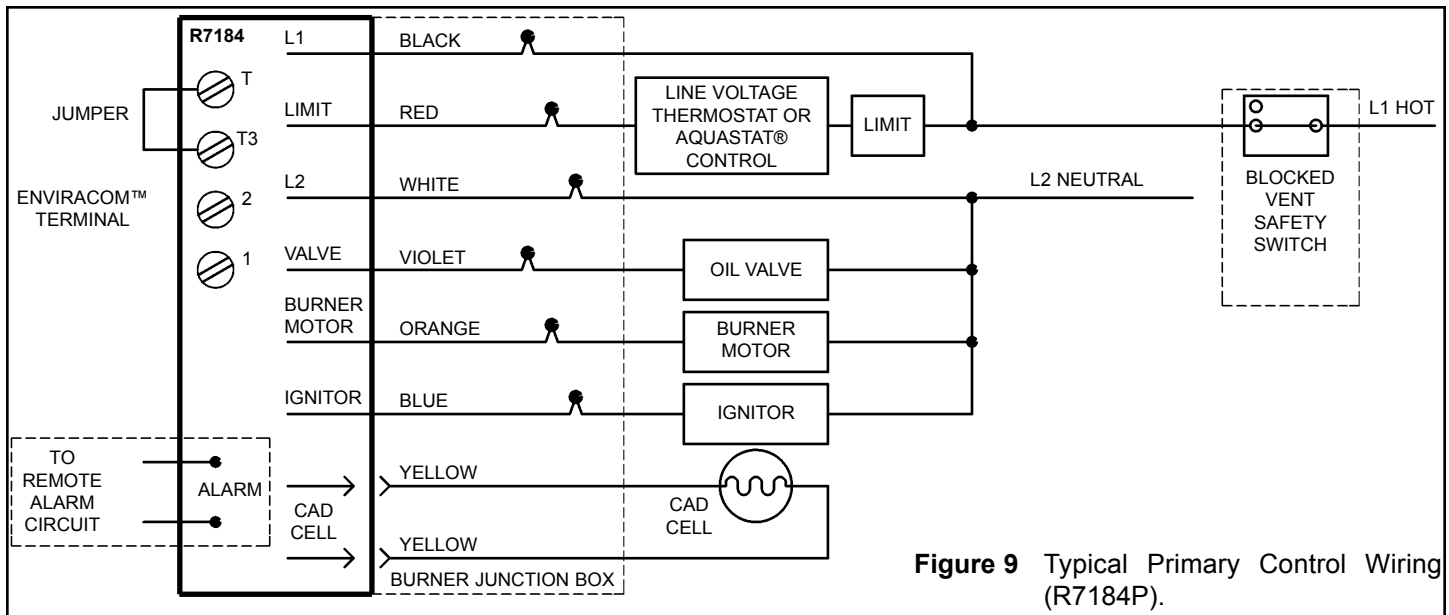 R7184
L1
BLACK
T
JUMPER
LIMIT
RED
LINE VOLTAGE
THERMOSTAT OR
AQUASTAT®
CONTROL
LIMIT
L1 HOT
T3
L2
WHITE
L2 NEUTRAL
BLOCKED
VENT
SAFETY
SWITCH
ENVIRACOM™
TERMINAL
2
1
VALVE
VIOLET
OIL VALVE
BURNER
MOTOR
ORANGE
BURNER
MOTOR
IGNITOR
BLUE
IGNITOR
TO
REMOTE
ALARM
CIRCUIT
ALARM
CAD
CELL
YELLOW
CAD
CELL
YELLOW
BURNER JUNCTION BOX
Figure 9 Typical Primary Control Wiring
(R7184P).